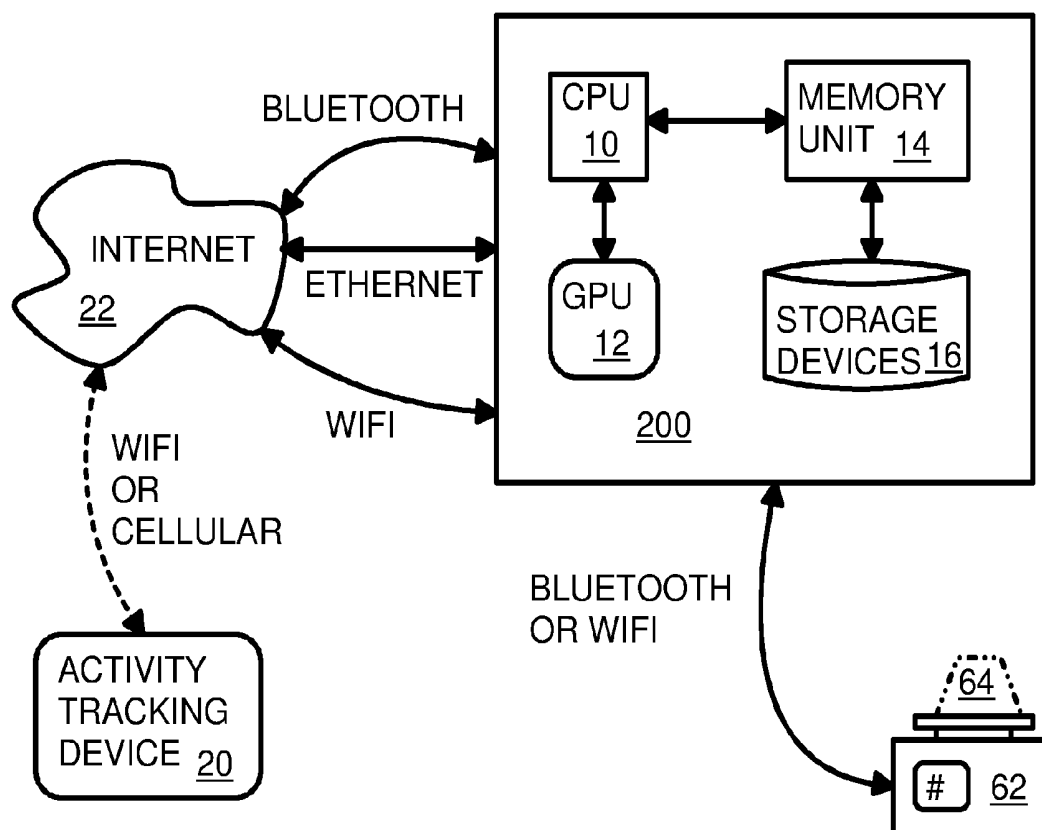 BLUETOOTH
CPU
10
MEMORY
UNIT 14
INTERNET
22
ETHERNET
GPU
12
STORAGE
DEVICES 16
WIFI
200
WIFI
OR
CELLULAR
BLUETOOTH
OR WIFI
ACTIVITY
TRACKING
DEVICE 20
64
# 62